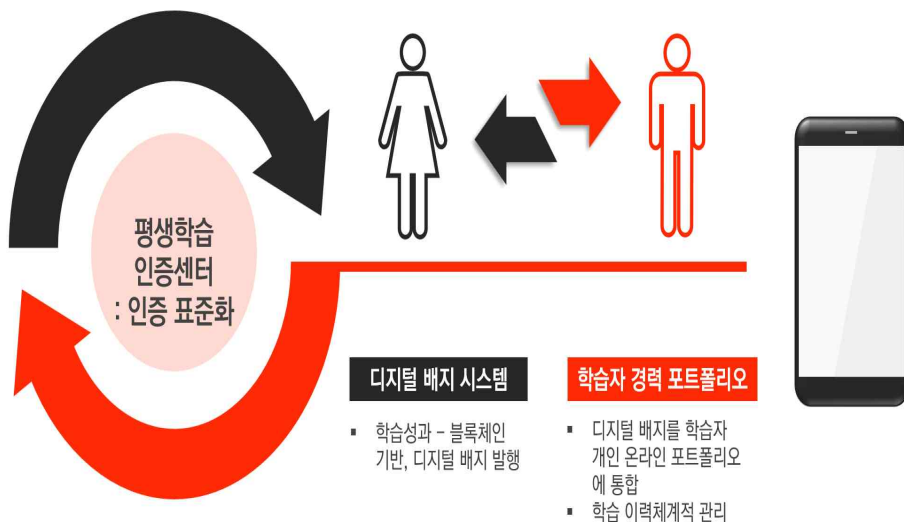 평생학습
인증센터
: 인증 표준화
디지털 배지 시스템
▪ 학습성과 – 블록체인
기반, 디지털 배지 발행
학습자 경력 포트폴리오
▪ 디지털 배지를 학습자
개인 온라인 포트폴리오
에 통합
▪ 학습 이력체계적 관리